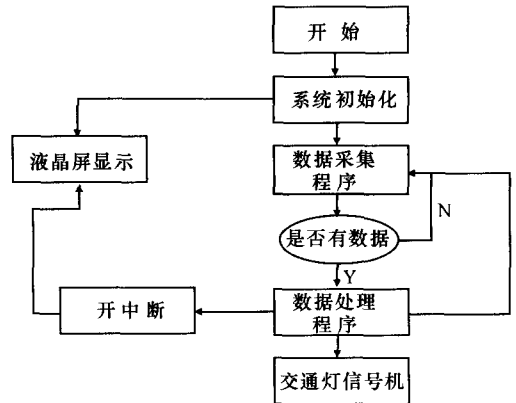 开始
系统初始化
液晶屏显示
数据采集
程序
N
是否有数据
Y
开中断
数据处理
程序
交通灯信号机